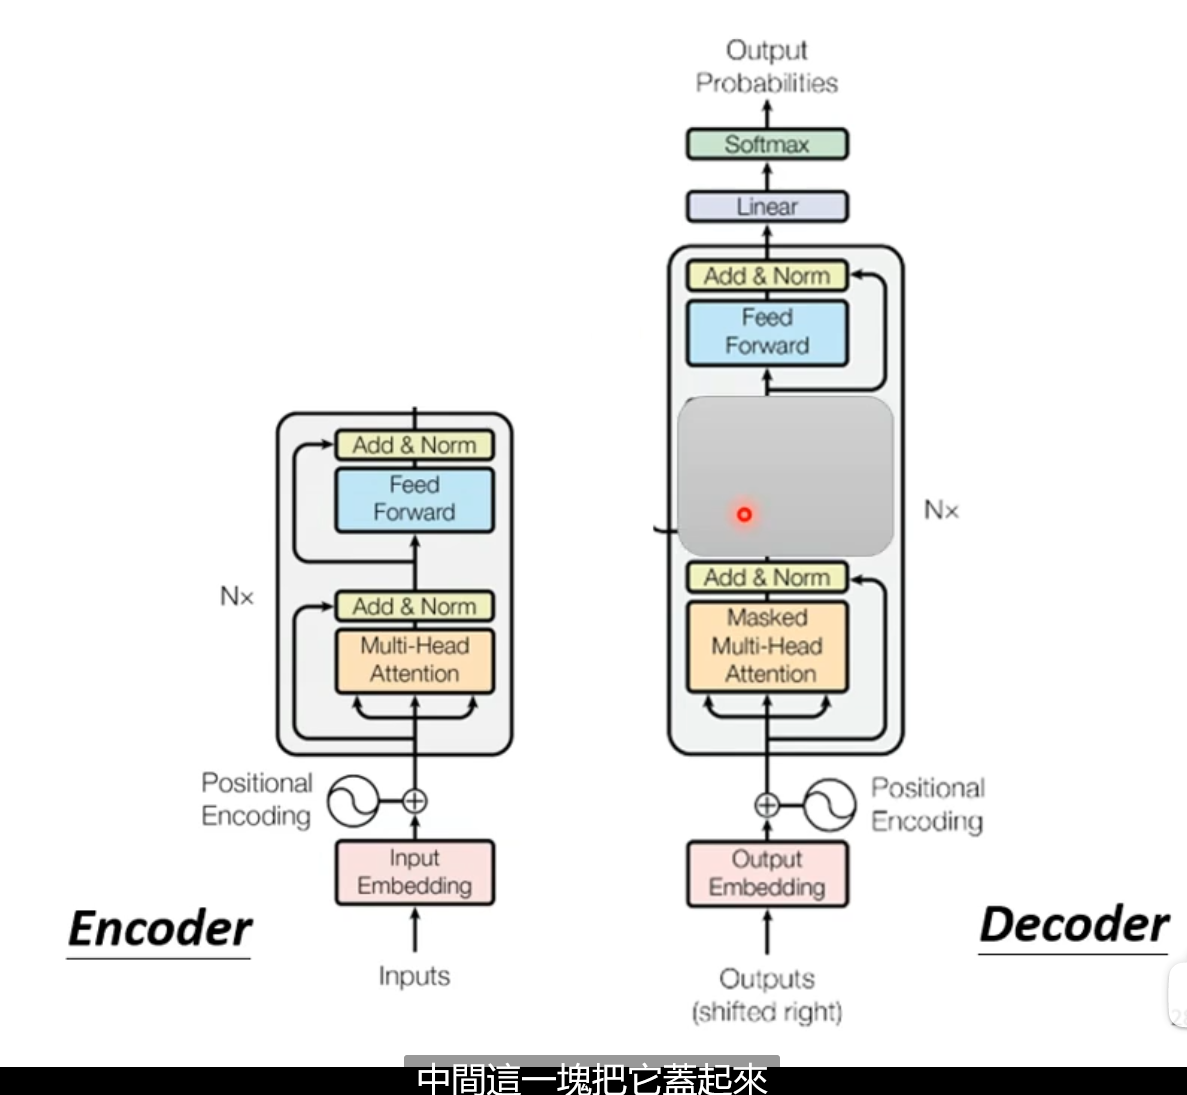 Output
Probabilities
Softmax
Linear
Add & Norm
Feed
Forward
Nx
Add & Norm
Masked
Multi-Head
Attention
Positional
Encoding
Output
Embedding
Outputs
(shifted right)
Decoder
Add & Norm
Feed
Forward
Nx
Add & Norm
Multi-Head
Attention
Positional
Encoding
Input
Embedding
Inputs
Encoder
中間這一塊把它蓋起來